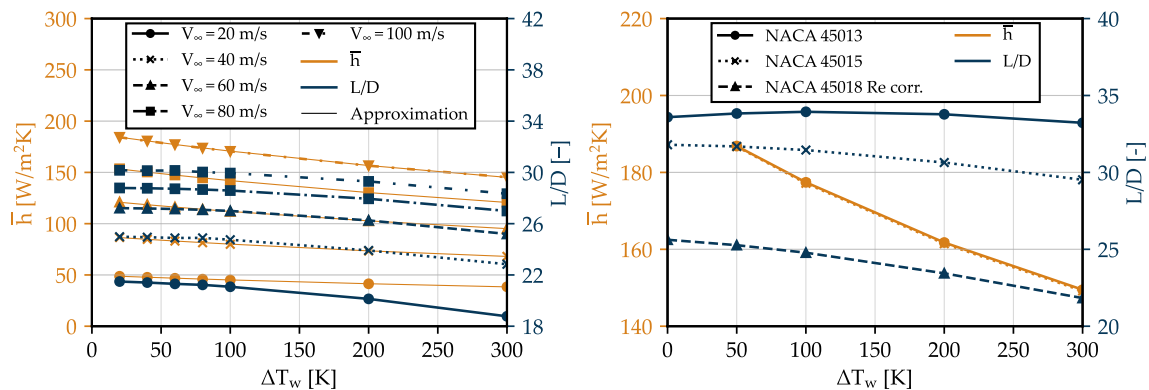 300
250
200
150
100
50
0
h̅ [W/m²K]
V∞ = 20 m/s
V∞ = 40 m/s
V∞ = 60 m/s
V∞ = 80 m/s
V∞ = 100 m/s
h̅
L/D
Approximation
42
38
34
30
26
22
18
L/D [−]
0 50 100 150 200 250 300
ΔTw [K]
220
200
180
160
140
h̅ [W/m²K]
NACA 45013
NACA 45015
NACA 45018 Re corr.
h̅
L/D
40
35
30
25
20
L/D [-]
0 50 100 150 200 250 300
ΔTw [K]